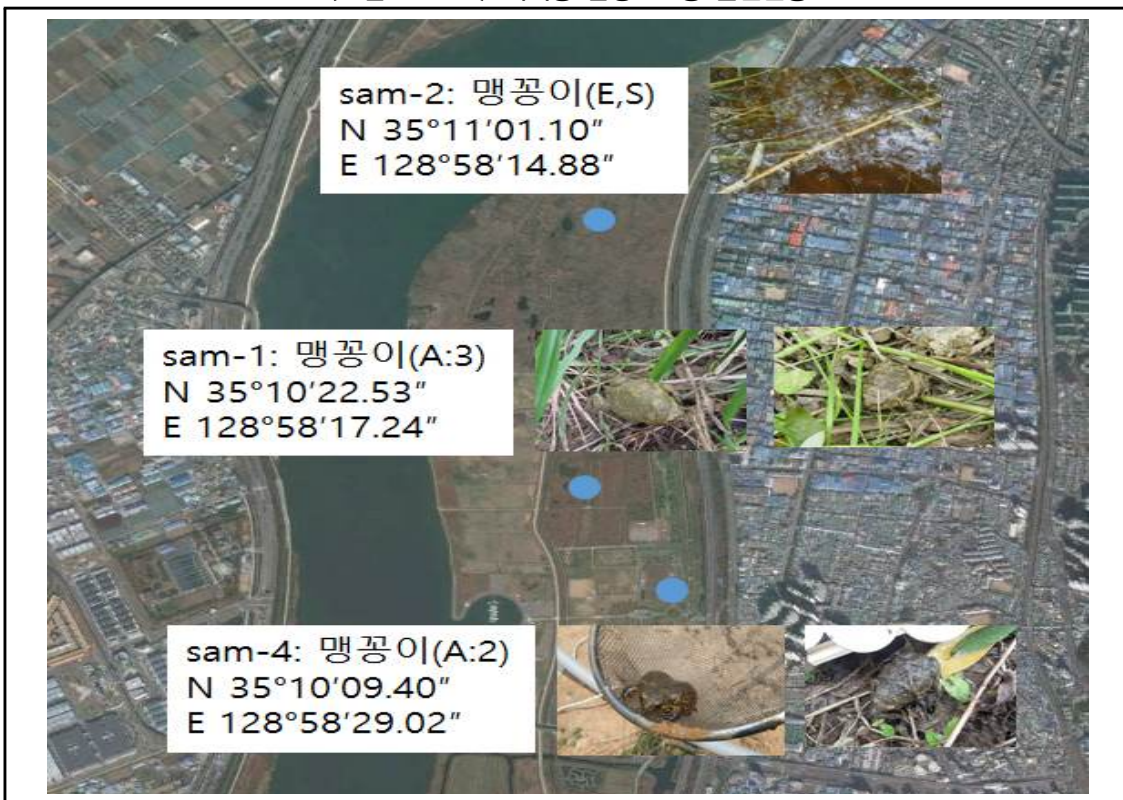 sam-2: 맹꽁이(E,S)
N 35°11′01.10″
E 128°58′14.88″
sam-1: 맹꽁이(A:3)
N 35°10′22.53″
E 128°58′17.24″
sam-4: 맹꽁이(A:2)
N 35°10′09.40″
E 128°58′29.02″